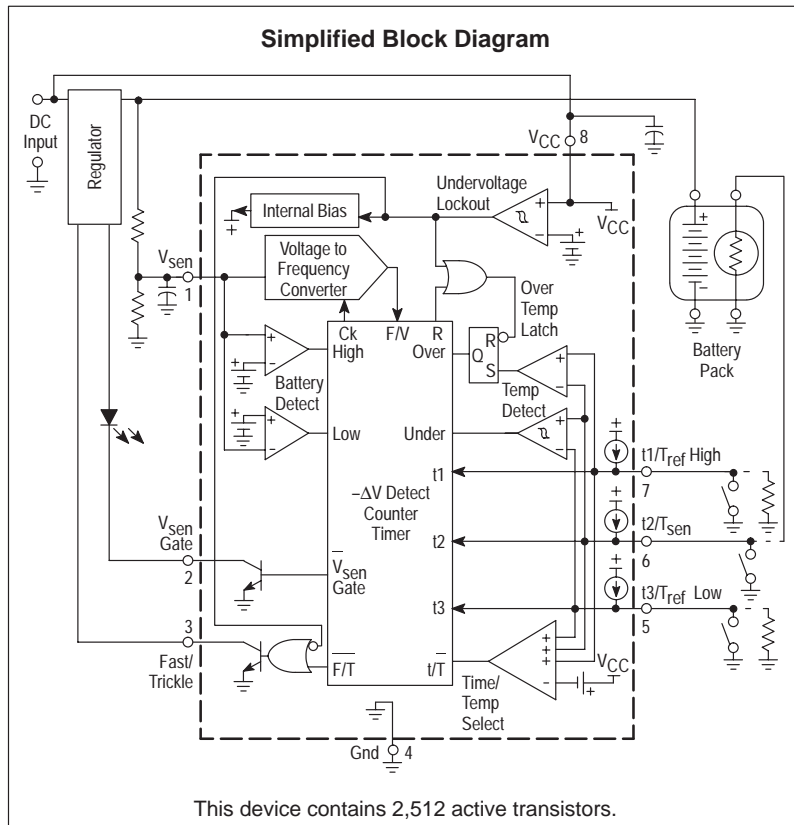 Simplified Block Diagram
DC
Input
Regulator
VCC 8
Undervoltage
Lockout
+
–
VCC
Internal Bias
+
Voltage to
Frequency
Converter
Vsen
1
Ck
F/V
R
Over
Temp
Latch
High
Over
Q
R
S
+
–
Battery
Detect
Temp
Detect
+
–
+
–
Battery
Pack
+
+
–
+
Low
Under
+
–
+
t1
t1/Tref High
7
–ΔV Detect
Counter
Timer
+
t2
t2/Tsen
6
Vsen
Gate
2
V̅sen
Gate
+
t3
t3/Tref Low
5
3
Fast/
Trickle
F/T̅
t/T̅
+
+
+
–
VCC
+
Time/
Temp
Select
Gnd
4
This device contains 2,512 active transistors.